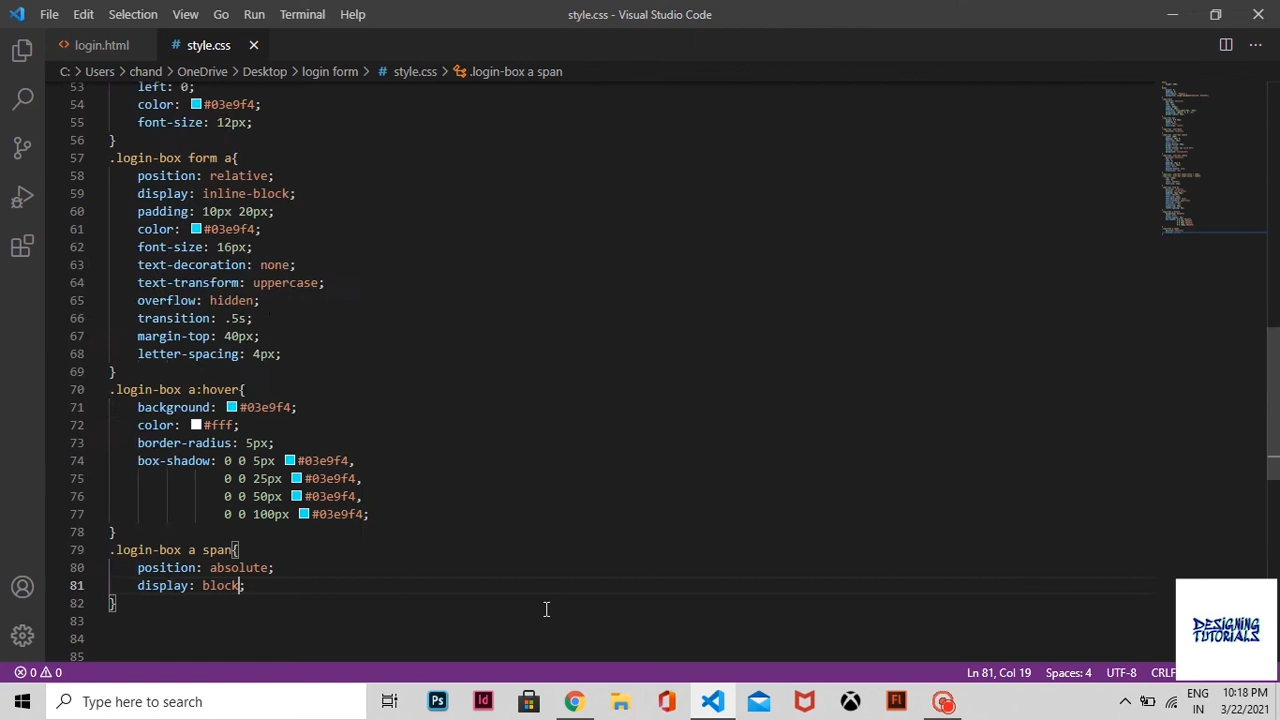 File Edit Selection View Go Run Terminal Help
style.css - Visual Studio Code
login.html
style.css
C: > Users > chand > OneDrive > Desktop > login form > style.css > .login-box a span
53 left: 0;
54 color: #03e9f4;
55 font-size: 12px;
56 }
57 .login-box form a{
58 position: relative;
59 display: inline-block;
60 padding: 10px 20px;
61 color: #03e9f4;
62 font-size: 16px;
63 text-decoration: none;
64 text-transform: uppercase;
65 overflow: hidden;
66 transition: .5s;
67 margin-top: 40px;
68 letter-spacing: 4px;
69 }
70 .login-box a:hover{
71 background: #03e9f4;
72 color: #fff;
73 border-radius: 5px;
74 box-shadow: 0 0 5px #03e9f4,
75 0 0 25px #03e9f4,
76 0 0 50px #03e9f4,
77 0 0 100px #03e9f4;
78 }
79 .login-box a span{
80 position: absolute;
81 display: block;
82 }
83
84
85
DESIGNING
TUTORIALS
0 0
Ln 81, Col 19 Spaces: 4 UTF-8 CRLF
Type here to search
Ps
Id
Fl
ENG
IN
10:18 PM
3/22/2021